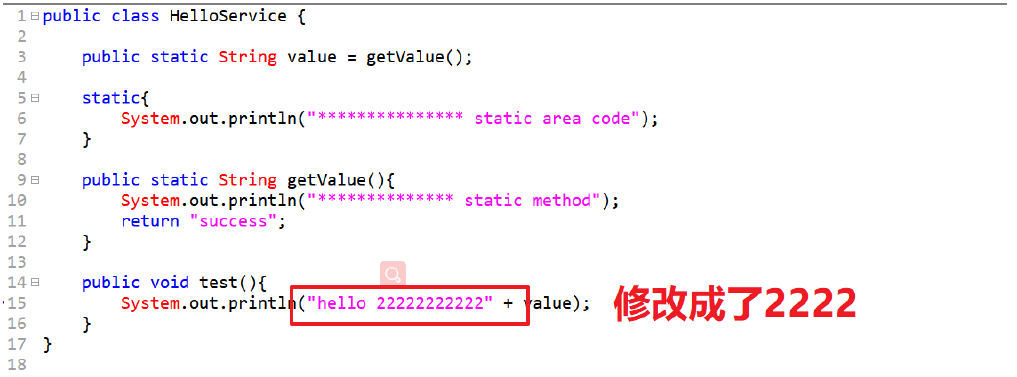 1 public class HelloService {
2
3 public static String value = getValue();
4
5 static{
6 System.out.println("*************** static area code");
7 }
8
9 public static String getValue(){
10 System.out.println("************** static method");
11 return "success";
12 }
13
14 public void test(){
15 System.out.println("hello 22222222222" + value); 修改成了2222
16 }
17 }
18